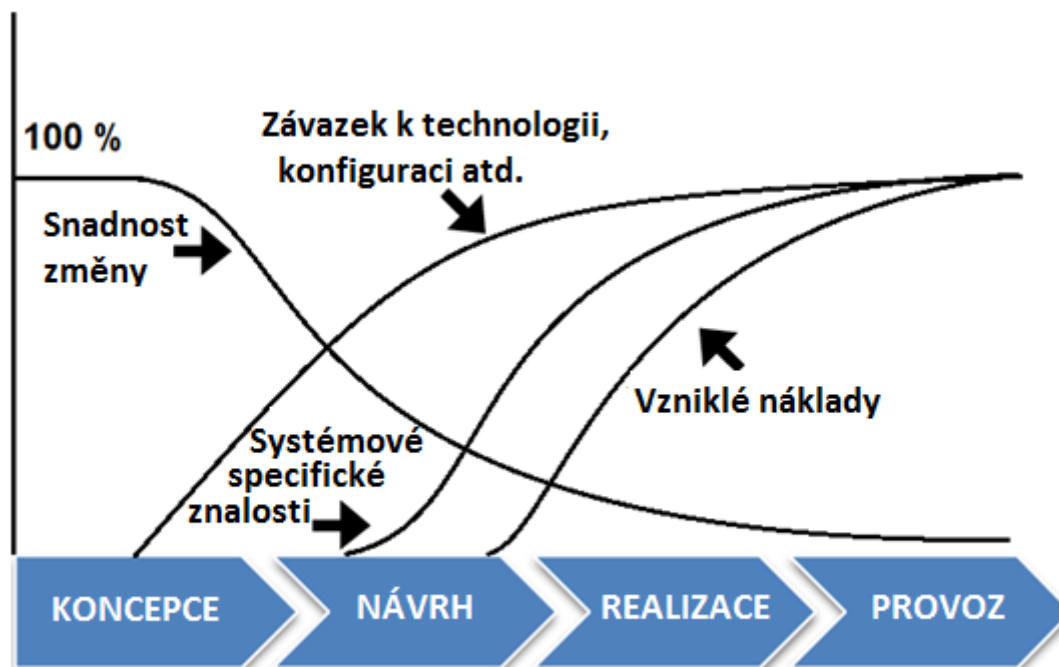 100 %
Závazek k technologii,
konfiguraci atd.
Snadnost
změny
Vzniklé náklady
Systémové
specifické
znalosti
KONCEPCE
NÁVRH
REALIZACE
PROVOZ